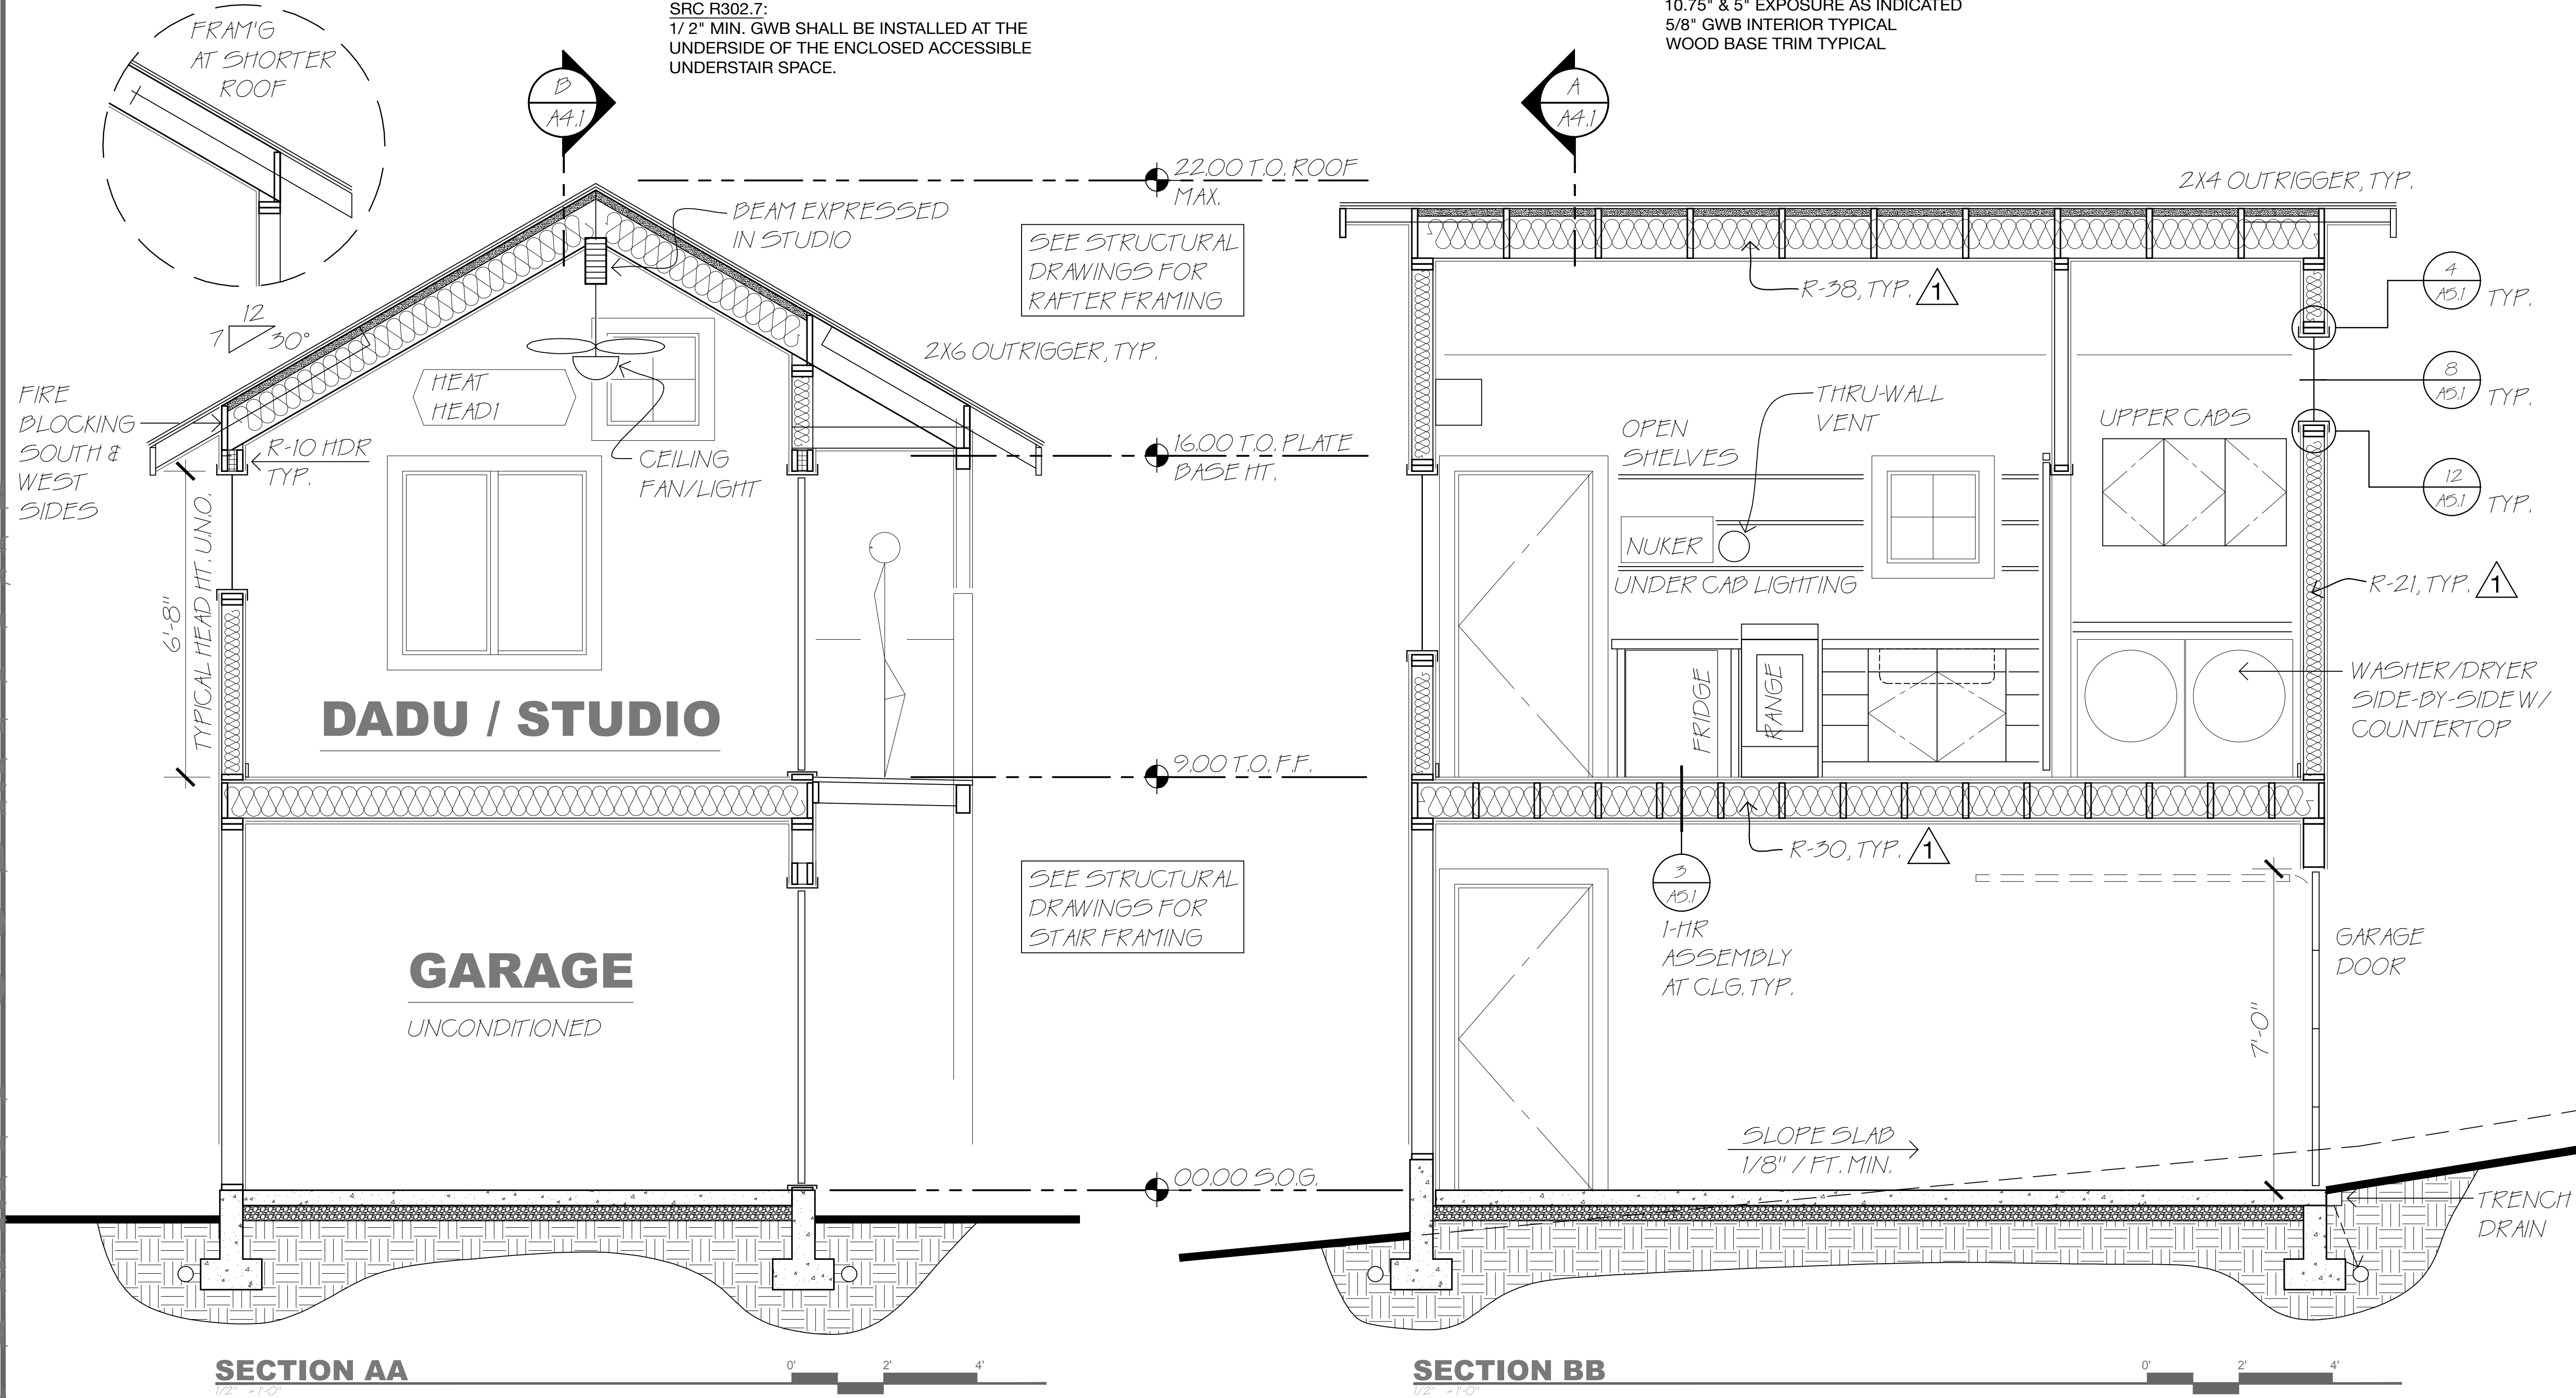 FRAM'G
AT SHORTER
ROOF
SRC R302.7:
1/ 2" MIN. GWB SHALL BE INSTALLED AT THE
UNDERSIDE OF THE ENCLOSED ACCESSIBLE
UNDERSTAIR SPACE.
10.75" & 5" EXPOSURE AS INDICATED
5/8" GWB INTERIOR TYPICAL
WOOD BASE TRIM TYPICAL
B
A4.1
A
A4.1
22.00 T.O. ROOF
MAX.
2X4 OUTRIGGER, TYP.
BEAM EXPRESSED
IN STUDIO
SEE STRUCTURAL
DRAWINGS FOR
RAFTER FRAMING
R-38, TYP. 1
4
A5.1
TYP.
12
7
30°
2X6 OUTRIGGER, TYP.
HEAT
HEAD1
FIRE
BLOCKING
SOUTH &
WEST
SIDES
R-10 HDR
TYP.
CEILING
FAN/LIGHT
16.00 T.O. PLATE
BASE HT.
THRU-WALL
VENT
OPEN
SHELVES
UPPER CABS
8
A5.1
TYP.
12
A5.1
TYP.
NUKER
UNDER CAB LIGHTING
R-21, TYP. 1
6'-8"
TYPICAL HEAD HT. U.N.O.
DADU / STUDIO
FRIDGE
RANGE
WASHER/DRYER
SIDE-BY-SIDE W/
COUNTERTOP
9.00 T.O. F.F.
R-30, TYP. 1
SEE STRUCTURAL
DRAWINGS FOR
STAIR FRAMING
3
A5.1
1-HR
ASSEMBLY
AT CLG. TYP.
GARAGE
DOOR
7'-0"
GARAGE
UNCONDITIONED
SLOPE SLAB
1/8" / FT. MIN.
00.00 S.O.G.
TRENCH
DRAIN
SECTION AA
1/2" = 1'-0"
0' 2' 4'
SECTION BB
1/2" = 1'-0"
0' 2' 4'